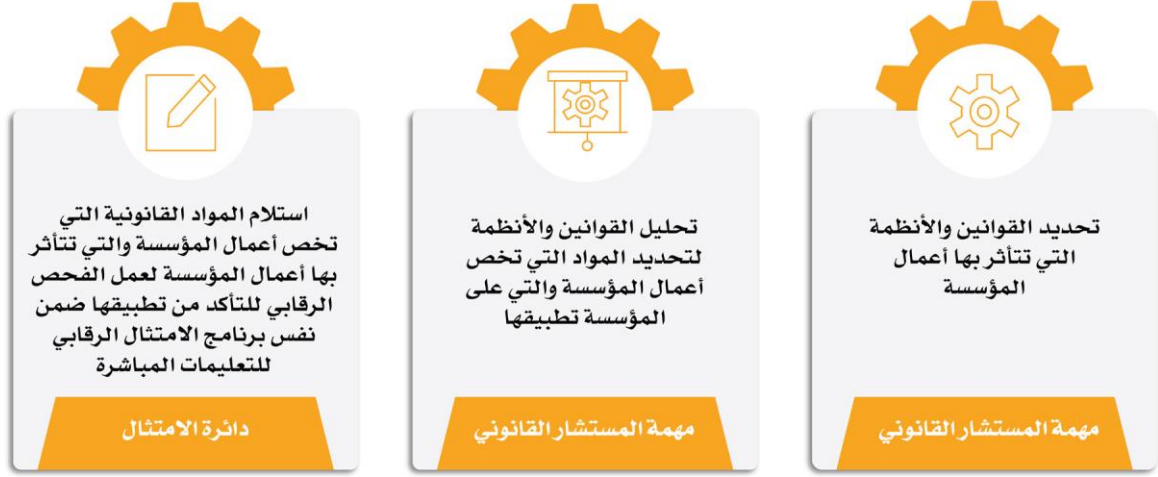 تحديد القوانين والأنظمة
التي تتأثر بها أعمال
المؤسسة
مهمة المستشار القانوني
تحليل القوانين والأنظمة
لتحديد المواد التي تخص
أعمال المؤسسة والتي على
المؤسسة تطبيقها
مهمة المستشار القانوني
استلام المواد القانونية التي
تخص أعمال المؤسسة والتي تتأثر
بها أعمال المؤسسة لعمل الفحص
الرقابي للتأكد من تطبيقها ضمن
نفس برنامج الامتثال الرقابي
للتعليمات المباشرة
دائرة الامتثال